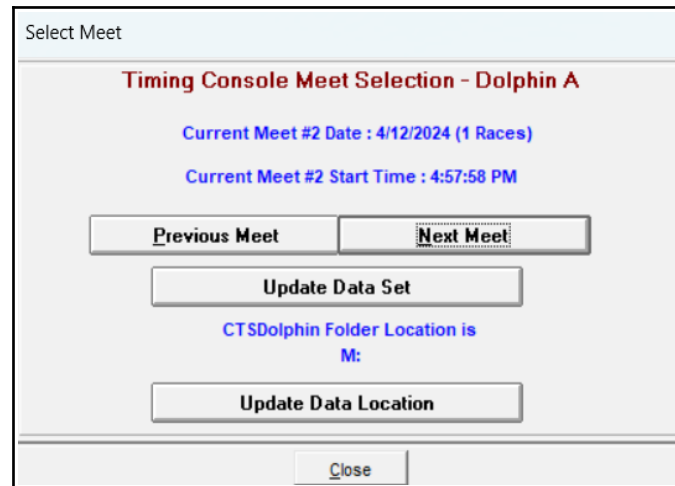 Select Meet
Timing Console Meet Selection - Dolphin A
Current Meet #2 Date : 4/12/2024 (1 Races)
Current Meet #2 Start Time : 4:57:58 PM
Previous Meet Next Meet
Update Data Set
CTSDolphin Folder Location is
M:
Update Data Location
Close